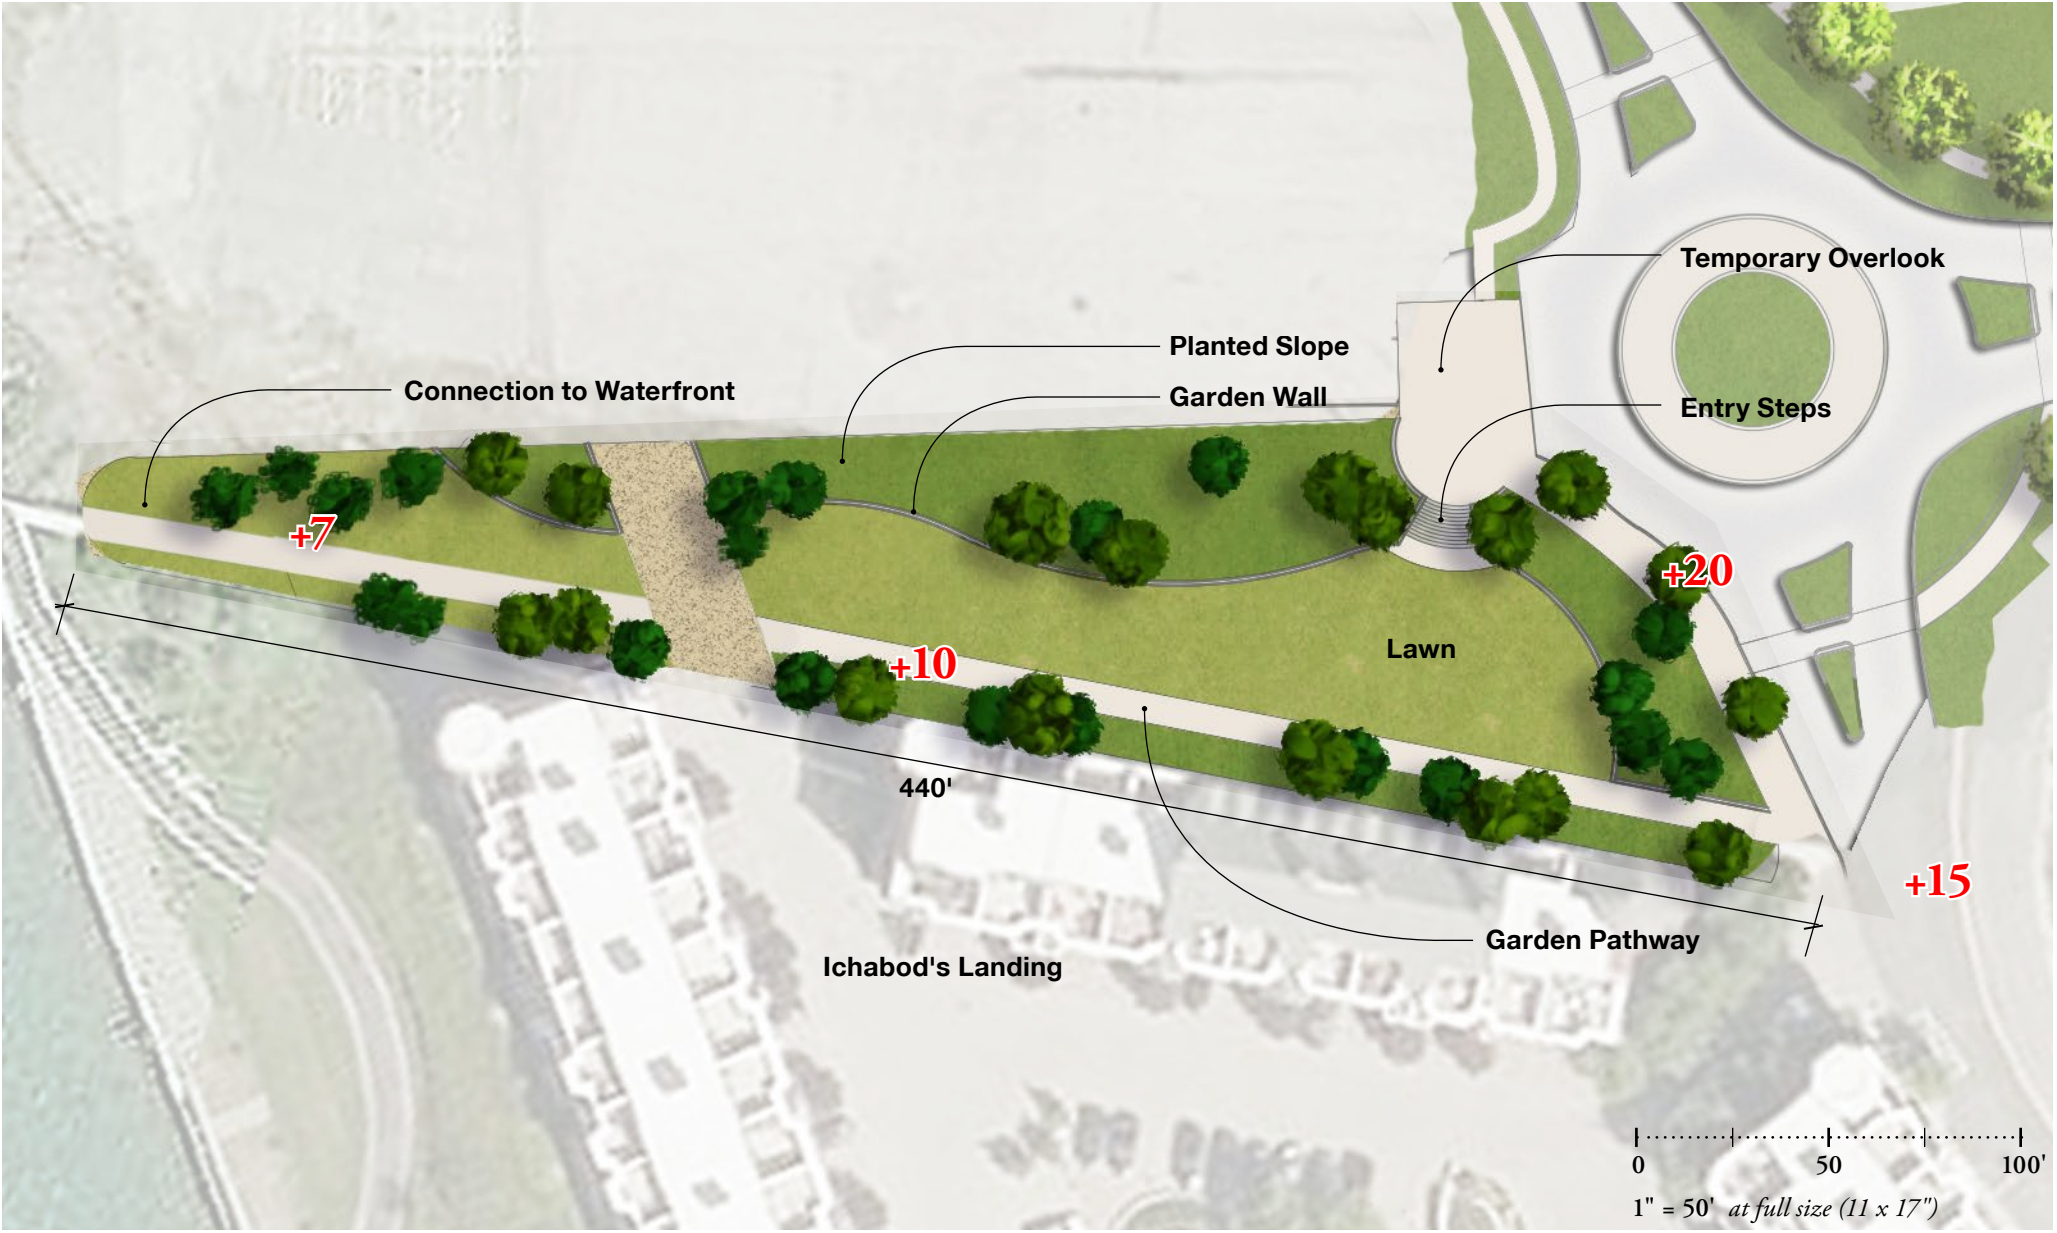 Temporary Overlook
Planted Slope
Connection to Waterfront
Garden Wall
Entry Steps
+7
+20
Lawn
+10
440'
+15
Garden Pathway
Ichabod's Landing
0 50 100'
1" = 50' at full size (11 x 17")